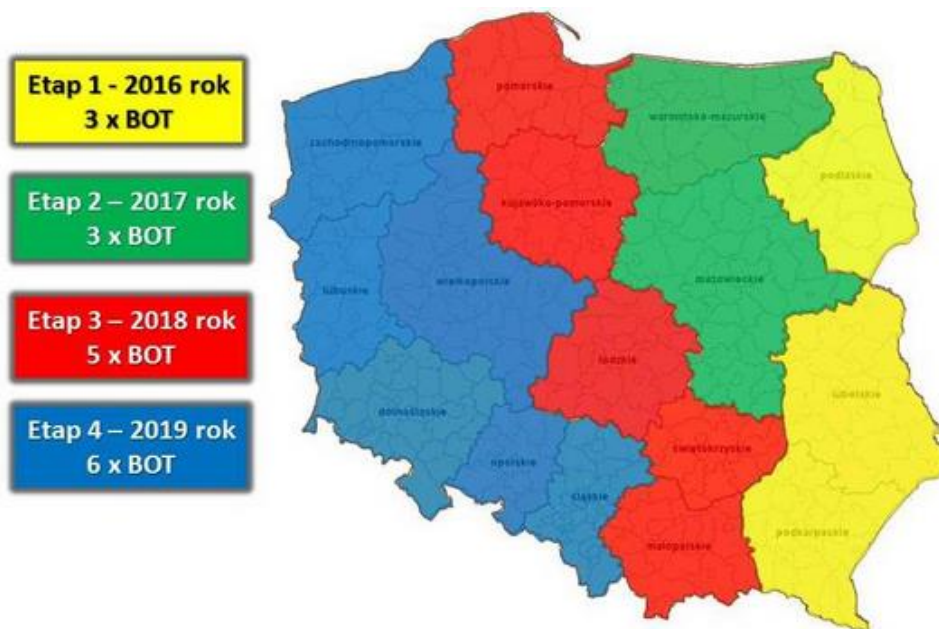 Etap 1 - 2016 rok
3 x BOT
Etap 2 – 2017 rok
3 x BOT
Etap 3 – 2018 rok
5 x BOT
Etap 4 – 2019 rok
6 x BOT
pomorskie
warmińsko-mazurskie
zachodniopomorskie
podlaskie
kujawsko-pomorskie
mazowieckie
wielkopolskie
lubuskie
łódzkie
lubelskie
dolnośląskie
świętokrzyskie
opolskie
śląskie
małopolskie
podkarpackie